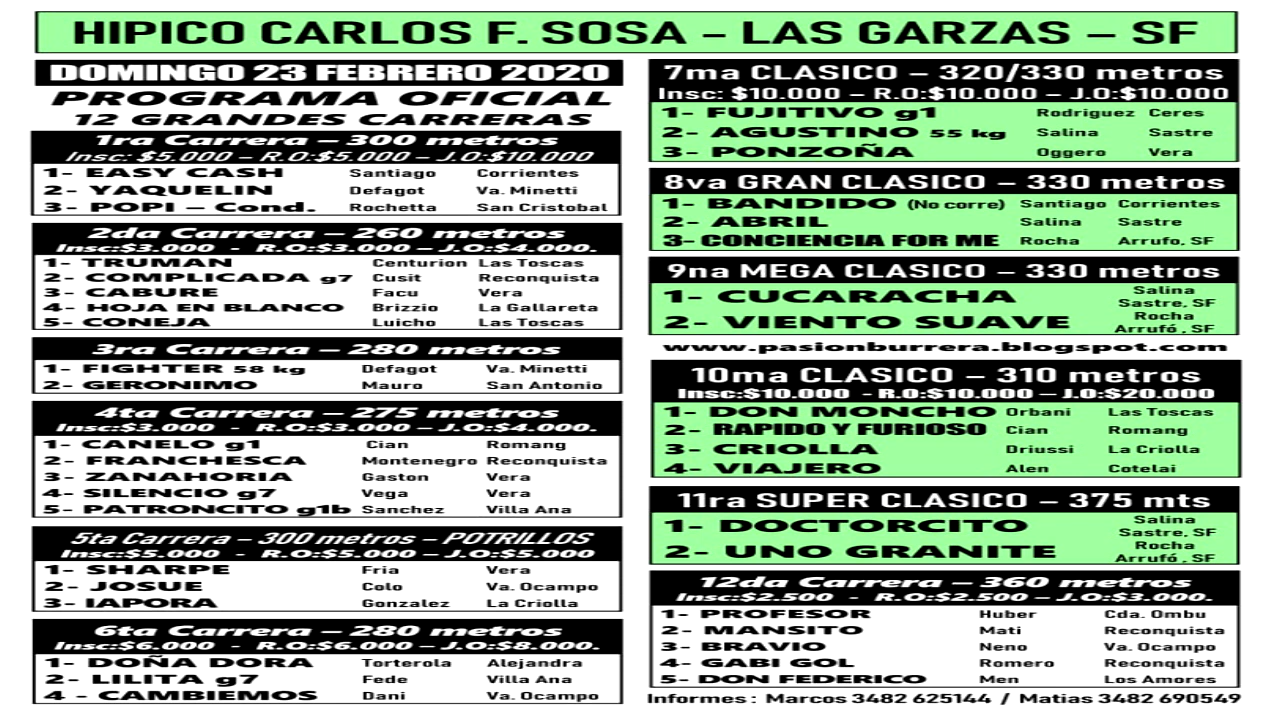 HIPICO CARLOS F. SOSA – LAS GARZAS – SF
DOMINGO 23 FEBRERO 2020
PROGRAMA OFICIAL
12 GRANDES CARRERAS
1ra Carrera – 300 metros
Insc: $5.000 – R.O:$5.000 – J.O:$10.000
1- EASY CASH Santiago Corrientes
2- YAQUELIN Defagot Va. Minetti
3- POPI – Cond. Rochetta San Cristobal
2da Carrera – 260 metros
Insc:$3.000 - R.O:$3.000 – J.O:$4.000.
1- TRUMAN Centurion Las Toscas
2- COMPLICADA g7 Cusit Reconquista
3- CABURE Facu Vera
4- HOJA EN BLANCO Brizzio La Gallareta
5- CONEJA Luicho Las Toscas
3ra Carrera – 280 metros
1- FIGHTER 58 kg Defagot Va. Minetti
2- GERONIMO Mauro San Antonio
4ta Carrera – 275 metros
Insc:$3.000 - R.O:$3.000 – J.O:$4.000.
1- CANELO g1 Cian Romang
2- FRANCHESCA Montenegro Reconquista
3- ZANAHORIA Gaston Vera
4- SILENCIO g7 Vega Vera
5- PATRONCITO g1b Sanchez Villa Ana
5ta Carrera – 300 metros – POTRILLOS
Insc:$5.000 - R.O:$5.000 – J.O:$5.000
1- SHARPE Fria Vera
2- JOSUE Colo Va. Ocampo
3- IAPORA Gonzalez La Criolla
6ta Carrera – 280 metros
Insc:$6.000 - R.O:$6.000 – J.O:$8.000.
1- DOÑA DORA Torterola Alejandra
2- LILITA g7 Fede Villa Ana
4 - CAMBIEMOS Dani Va. Ocampo
7ma CLASICO – 320/330 metros
Insc: $10.000 – R.O:$10.000 – J.O:$10.000
1- FUJITIVO g1 Rodriguez Ceres
2- AGUSTINO 55 kg Salina Sastre
3- PONZOÑA Oggero Vera
8va GRAN CLASICO – 330 metros
1- BANDIDO (No corre) Santiago Corrientes
2- ABRIL Salina Sastre
3- CONCIENCIA FOR ME Rocha Arrufo, SF
9na MEGA CLASICO – 330 metros
1- CUCARACHA Salina
Sastre, SF
2- VIENTO SUAVE Rocha
Arrufó , SF
www.pasionburrera.blogspot.com
10ma CLASICO – 310 metros
Insc:$10.000 - R.O:$10.000 – J.O:$20.000
1- DON MONCHO Orbani Las Toscas
2- RAPIDO Y FURIOSO Cian Romang
3- CRIOLLA Driussi La Criolla
4- VIAJERO Alen Cotelai
11ra SUPER CLASICO – 375 mts
1- DOCTORCITO Salina
Sastre, SF
2- UNO GRANITE Rocha
Arrufó , SF
12da Carrera – 360 metros
Insc:$2.500 - R.O:$2.500 – J.O:$3.000.
1- PROFESOR Huber Cda. Ombu
2- MANSITO Mati Reconquista
3- BRAVIO Neno Va. Ocampo
4- GABI GOL Romero Reconquista
5- DON FEDERICO Men Los Amores
Informes : Marcos 3482 625144 / Matias 3482 690549